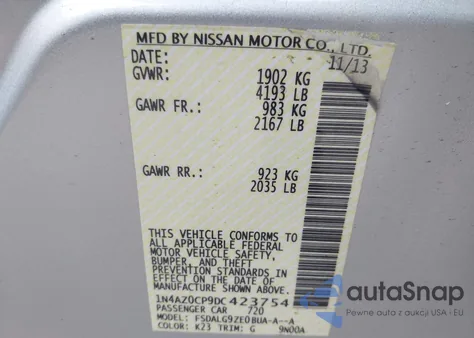 MFD BY NISSAN MOTOR CO., LTD.
DATE: 11/13
GVWR: 1902 KG
4193 LB
GAWR FR.: 983 KG
2167 LB
GAWR RR.: 923 KG
2035 LB
THIS VEHICLE CONFORMS TO
ALL APPLICABLE FEDERAL
MOTOR VEHICLE SAFETY,
BUMPER, AND THEFT
PREVENTION STANDARDS IN
EFFECT ON THE DATE OF
MANUFACTURE SHOWN ABOVE.
1N4AZ0CP9DC423754
PASSENGER CAR 720
MODEL: FSDALG9ZE0BUA-A--A
COLOR: K23 TRIM: G 9N00A
autoSnap
Pewne auta z aukcji USA